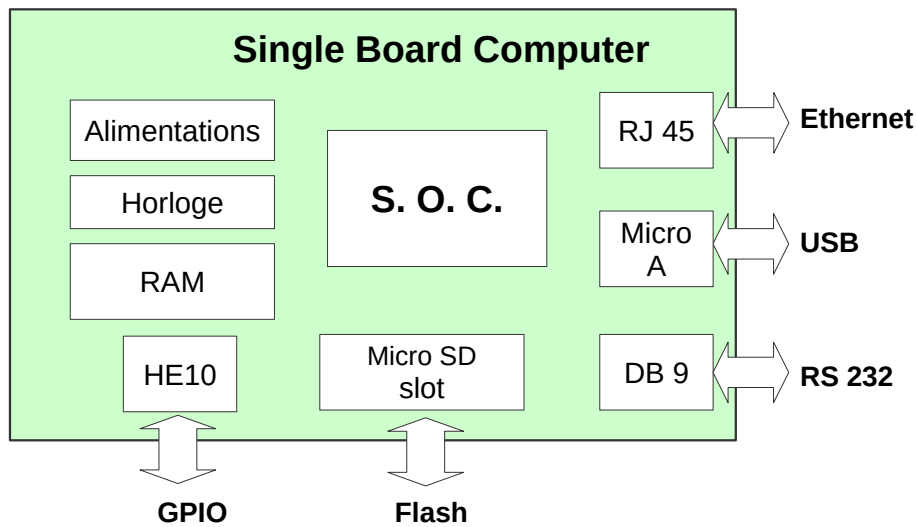 Single Board Computer
Alimentations
Horloge
RAM
HE10
S. O. C.
Micro SD
slot
RJ 45
Micro
A
DB 9
Ethernet
USB
RS 232
GPIO
Flash